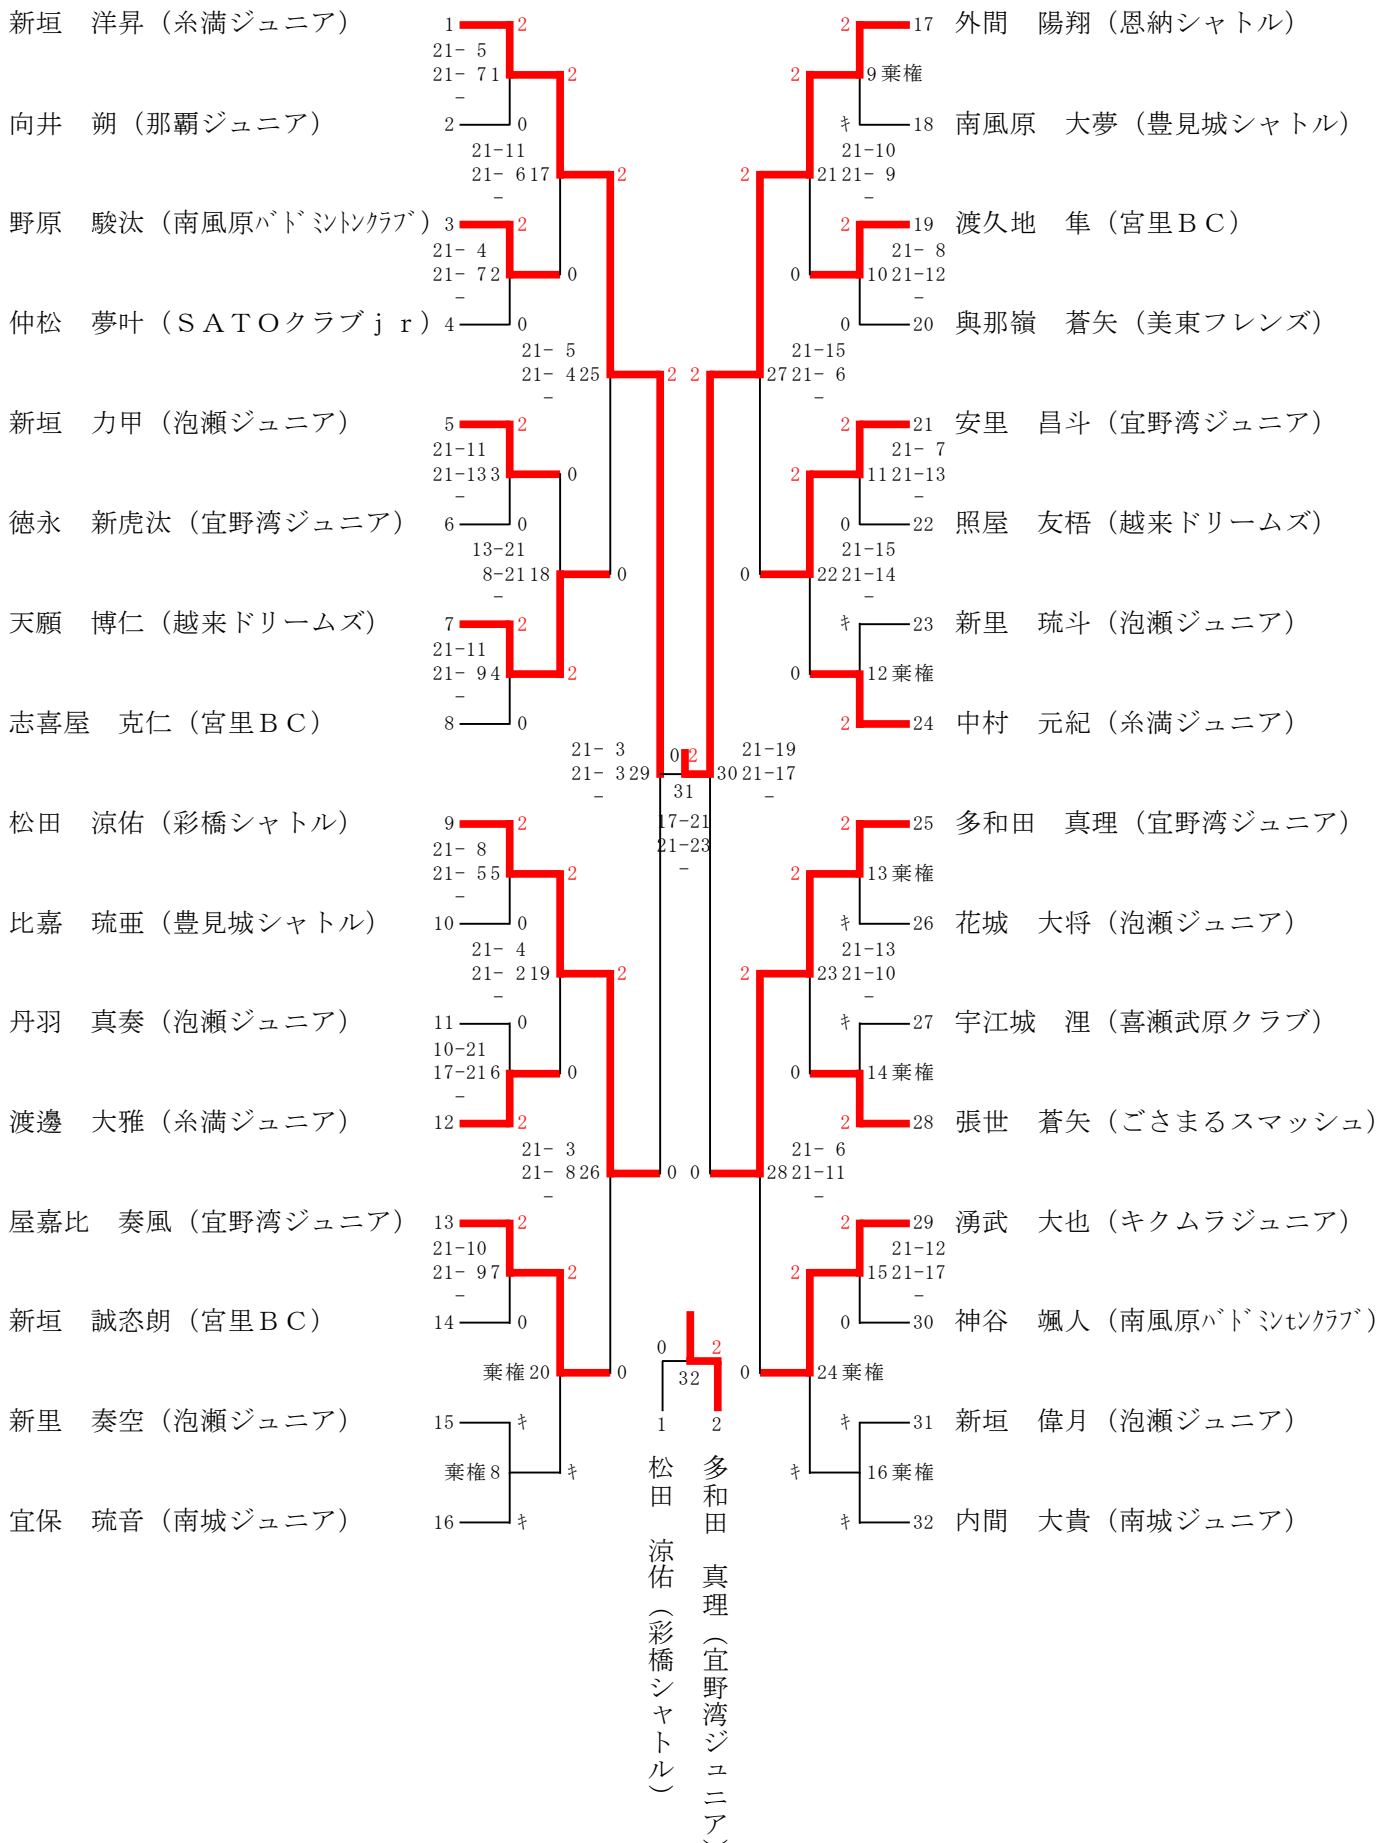 新垣　洋昇（糸満ジュニア） 1 2
21- 5
21- 7 1 2
-
向井　朔（那覇ジュニア） 2 0
21-11
21- 6 17 2
-
野原　駿汰（南風原ﾊﾞﾄﾞﾐﾝﾄﾝｸﾗﾌﾞ） 3 2
21- 4
21- 7 2 0
-
仲松　夢叶（ＳＡＴＯクラブｊｒ） 4 0
21- 5
21- 4 25 2
-
新垣　力甲（泡瀬ジュニア） 5 2
21-11
21-13 3 0
-
徳永　新虎汰（宜野湾ジュニア） 6 0
13-21
8-21 18 0
-
天願　博仁（越来ドリームズ） 7 2
21-11
21- 9 4 2
-
志喜屋　克仁（宮里ＢＣ） 8 0
21- 3
21- 3 29
-
松田　涼佑（彩橋シャトル） 9 2
21- 8
21- 5 5 2
-
比嘉　琉亜（豊見城シャトル） 10 0
21- 4
21- 2 19 2
-
丹羽　真奏（泡瀬ジュニア） 11 0
10-21
17-21 6 0
-
渡邊　大雅（糸満ジュニア） 12 2
21- 3
21- 8 26 0
-
屋嘉比　奏風（宜野湾ジュニア） 13 2
21-10
21- 9 7 2
-
新垣　誠恣朗（宮里ＢＣ） 14 0
棄権 20 0
新里　奏空（泡瀬ジュニア） 15 ｷ
棄権 8 ｷ
宜保　琉音（南城ジュニア） 16 ｷ
0 2
31
17-21
21-23
-
2 17 外間　陽翔（恩納シャトル）
2 9 棄権
ｷ 18 南風原　大夢（豊見城シャトル）
21-10
2 21 21- 9
-
2 19 渡久地　隼（宮里ＢＣ）
21- 8
0 10 21-12
-
0 20 與那嶺　蒼矢（美東フレンズ）
21-15
2 27 21- 6
-
2 21 安里　昌斗（宜野湾ジュニア）
21- 7
2 11 21-13
-
0 22 照屋　友梧（越来ドリームズ）
21-15
0 22 21-14
-
ｷ 23 新里　琉斗（泡瀬ジュニア）
0 12 棄権
2 24 中村　元紀（糸満ジュニア）
21-19
30 21-17
-
2 25 多和田　真理（宜野湾ジュニア）
2 13 棄権
ｷ 26 花城　大将（泡瀬ジュニア）
21-13
2 23 21-10
-
ｷ 27 宇江城　浬（喜瀬武原クラブ）
0 14 棄権
2 28 張世　蒼矢（ごさまるスマッシュ）
21- 6
0 28 21-11
-
2 29 湧武　大也（キクムラジュニア）
21-12
2 15 21-17
-
0 30 神谷　颯人（南風原ﾊﾞﾄﾞﾐﾝｾﾝｸﾗﾌﾞ）
0 24 棄権
ｷ 31 新垣　偉月（泡瀬ジュニア）
ｷ 16 棄権
ｷ 32 内間　大貴（南城ジュニア）
0 2
32
1 2
松田　涼佑（彩橋シャトル）
多和田　真理（宜野湾ジュニア）